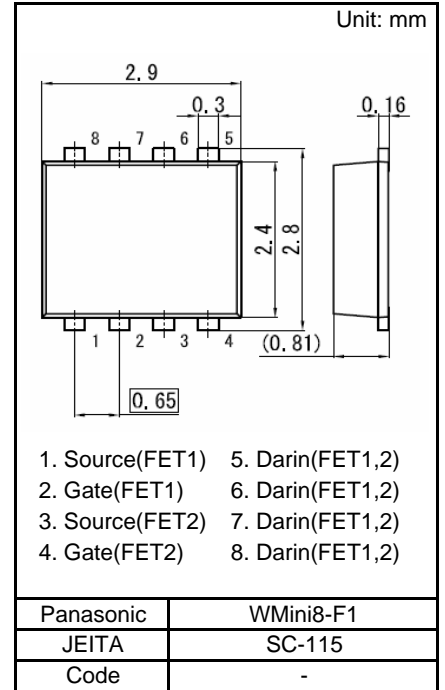 Unit: mm
2.9
0.3
0.16
8 7 6 5
2.4
2.8
1 2 3 4
(0.81)
0.65
1. Source(FET1) 5. Darin(FET1,2)
2. Gate(FET1) 6. Darin(FET1,2)
3. Source(FET2) 7. Darin(FET1,2)
4. Gate(FET2) 8. Darin(FET1,2)
Panasonic WMini8-F1
JEITA SC-115
Code -